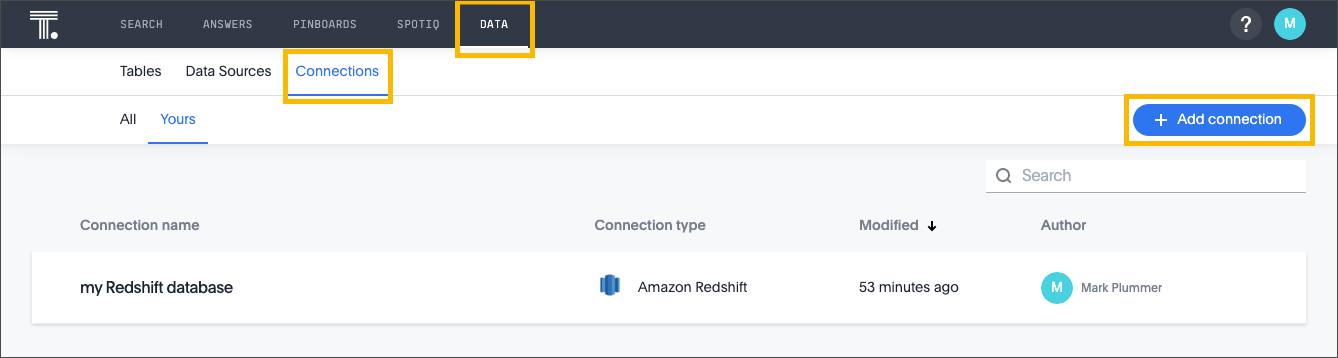 T. SEARCH ANSWERS PINBOARDS SPOTIQ DATA ? M
Tables Data Sources Connections
All Yours + Add connection
Search
Connection name Connection type Modified ↓ Author
my Redshift database Amazon Redshift 53 minutes ago M Mark Plummer